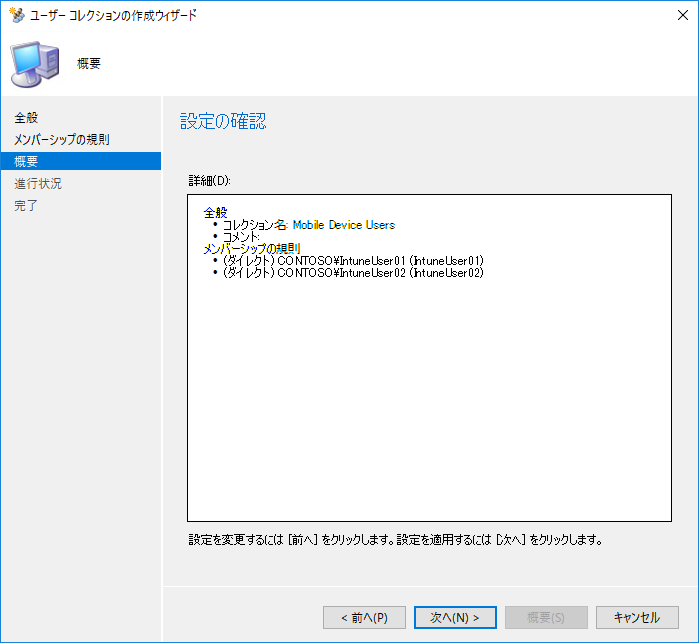 ユーザー コレクションの作成ウィザード
概要
全般
メンバーシップの規則
概要
進行状況
完了
設定の確認
詳細(D):
全般
• コレクション名: Mobile Device Users
• コメント:
メンバーシップの規則
• (ダイレクト) CONTOSO¥IntuneUser01 (IntuneUser01)
• (ダイレクト) CONTOSO¥IntuneUser02 (IntuneUser02)
設定を変更するには [前へ] をクリックします。設定を適用するには [次へ] をクリックします。
< 前へ(P)
次へ(N) >
概要(S)
キャンセル